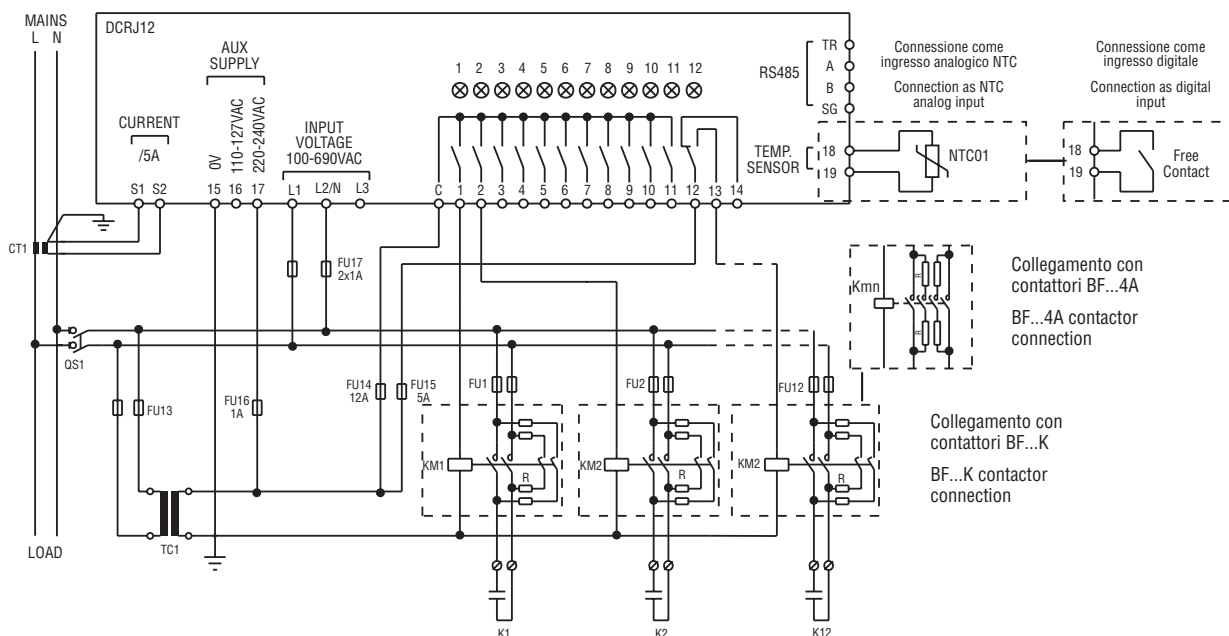 MAINS
L N
DCRJ12
CURRENT
/5A
S1 S2
AUX
SUPPLY
0V
110-127VAC
220-240VAC
15 16 17
INPUT
VOLTAGE
100-690VAC
L1 L2/N L3
1 2 3 4 5 6 7 8 9 10 11 12
C 1 2 3 4 5 6 7 8 9 10 11 12 13 14
RS485
TR
A
B
SG
TEMP.
SENSOR
18
19
Connessione come
ingresso analogico NTC
Connection as NTC
analog input
NTC01
Connessione come
ingresso digitale
Connection as digital
input
18
19
Free
Contact
CT1
FU17
2x1A
QS1
FU13
FU16
1A
FU14
12A
FU15
5A
FU1
FU2
FU12
Kmn
R
R
Collegamento con
contattori BF...4A
BF...4A contactor
connection
KM1
R
KM2
R
KM2
R
Collegamento con
contattori BF...K
BF...K contactor
connection
LOAD
TC1
K1
K2
K12